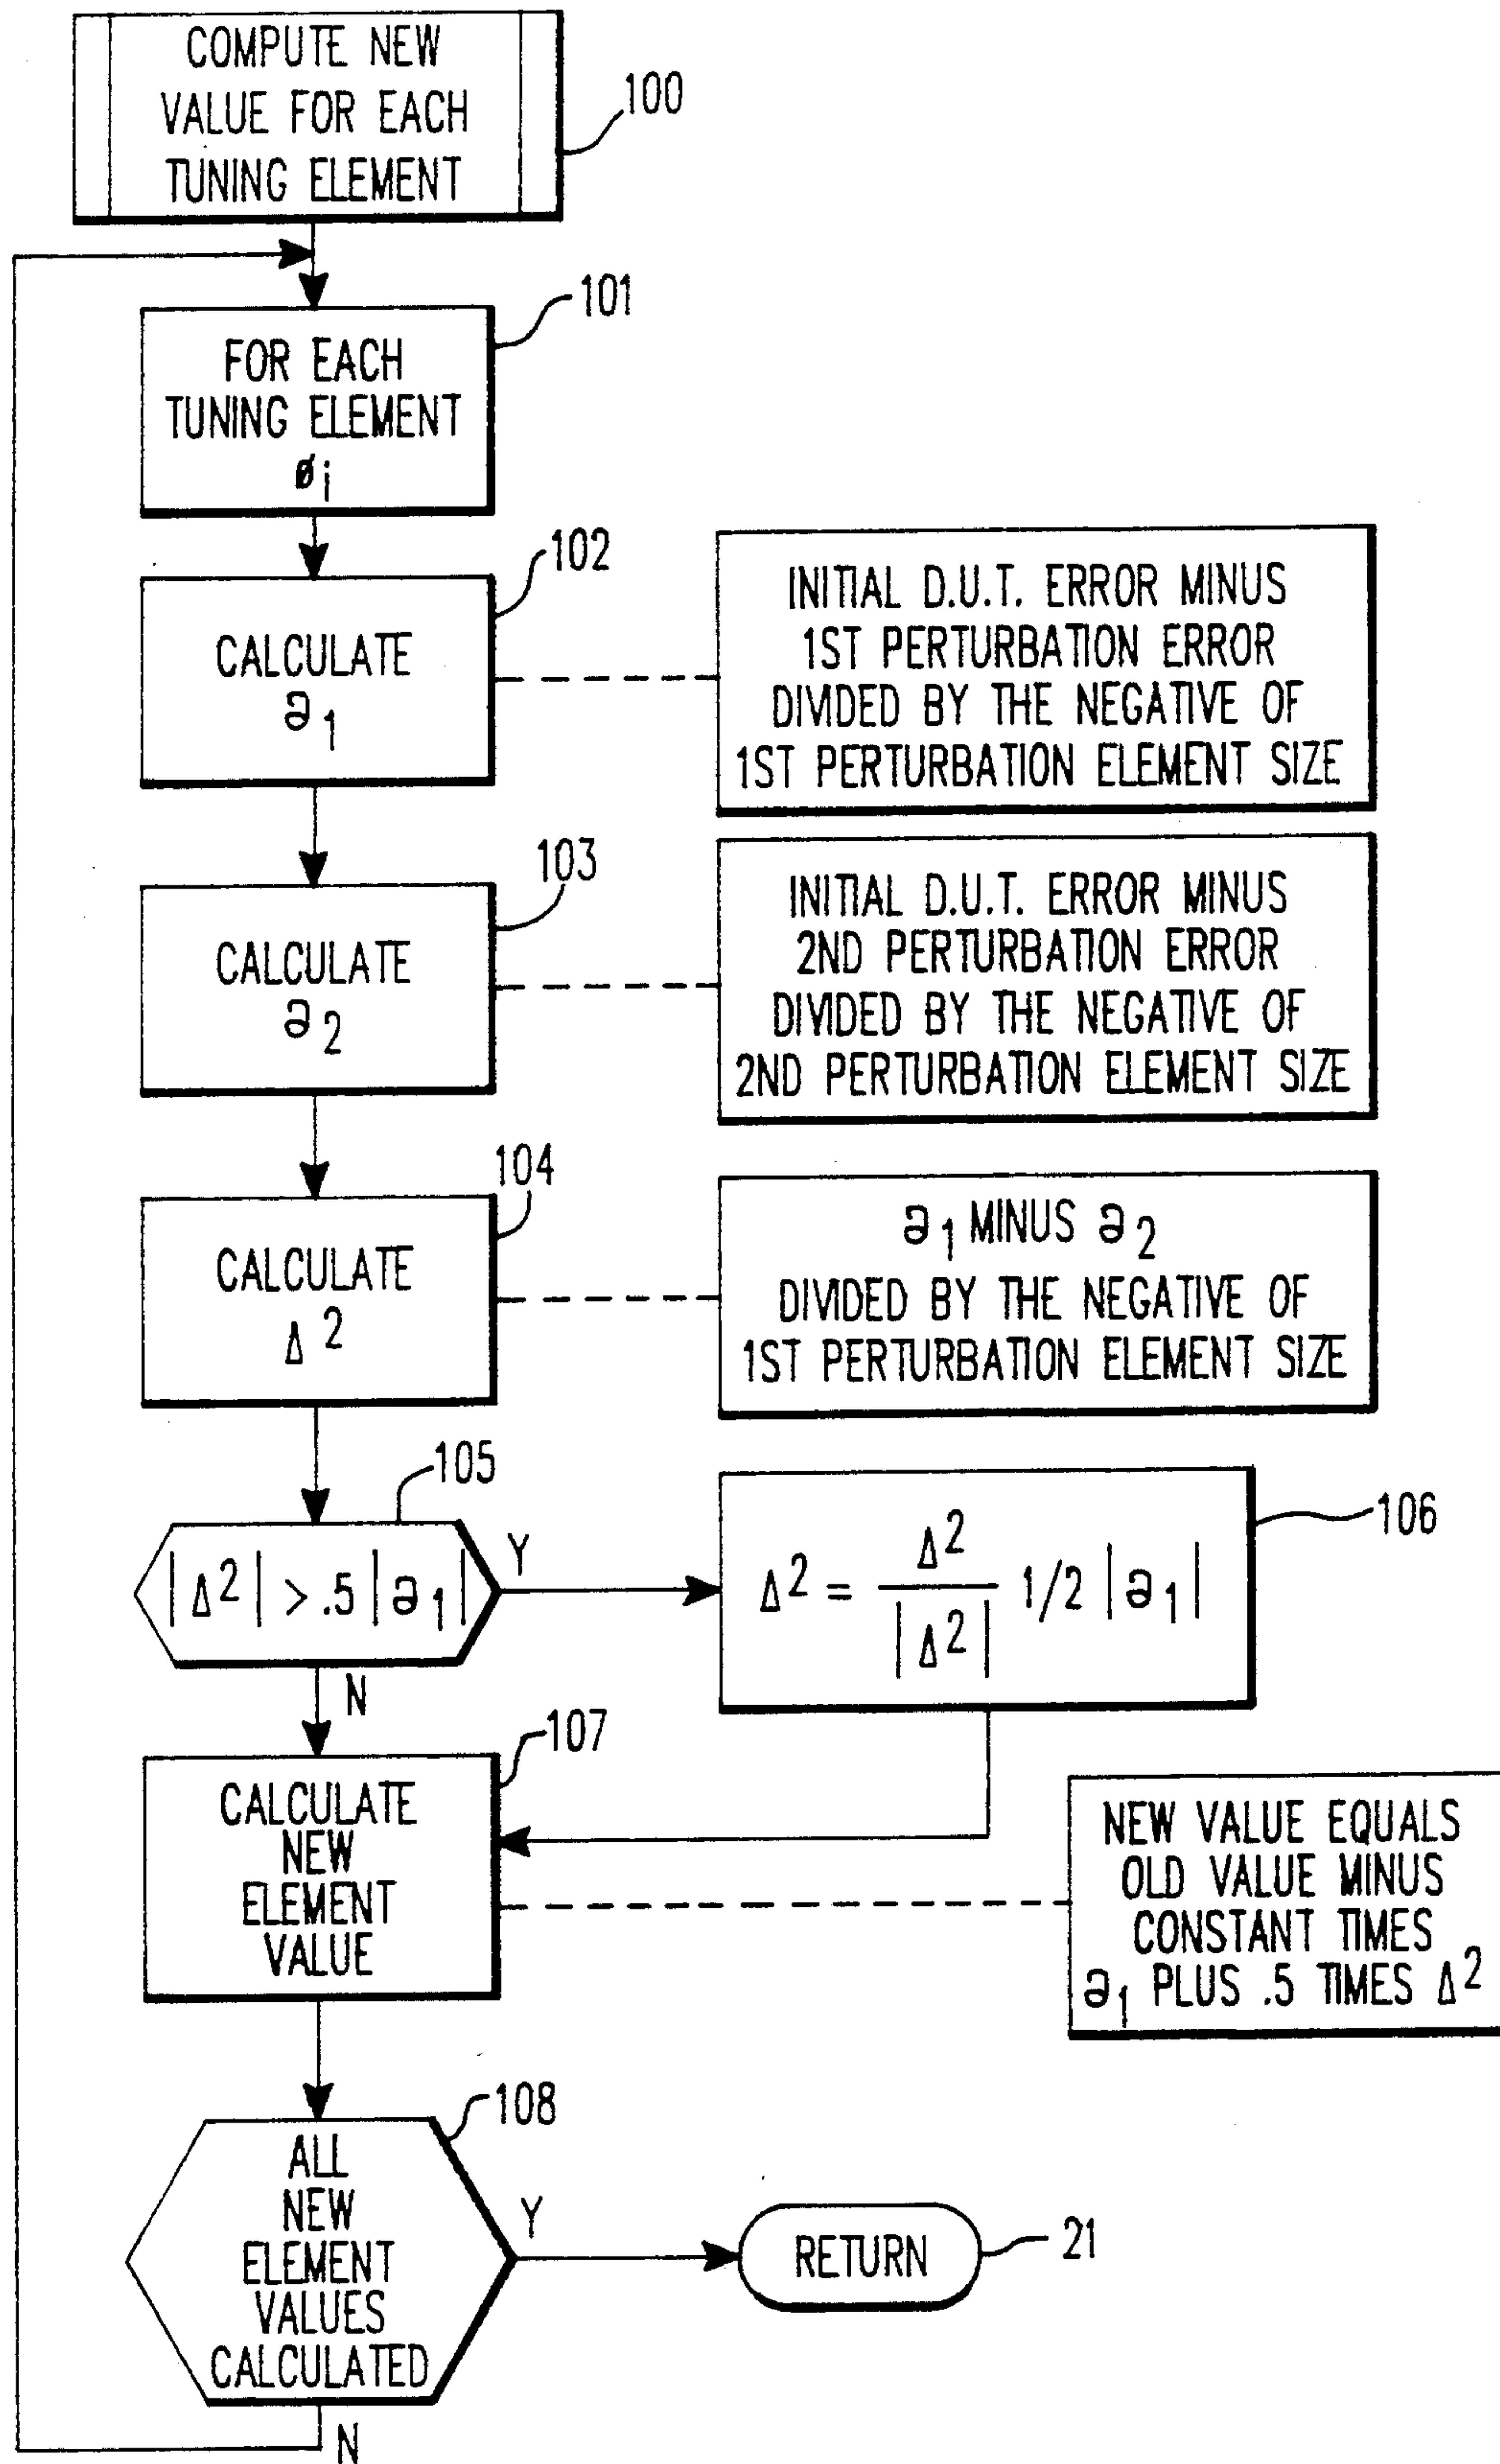 COMPUTE NEW
VALUE FOR EACH
TUNING ELEMENT
100
101
FOR EACH
TUNING ELEMENT
ø i
102
CALCULATE
∂ 1
INITIAL D.U.T. ERROR MINUS
1ST PERTURBATION ERROR
DIVIDED BY THE NEGATIVE OF
1ST PERTURBATION ELEMENT SIZE
103
CALCULATE
∂ 2
INITIAL D.U.T. ERROR MINUS
2ND PERTURBATION ERROR
DIVIDED BY THE NEGATIVE OF
2ND PERTURBATION ELEMENT SIZE
104
CALCULATE
Δ 2
∂ 1 MINUS ∂ 2
DIVIDED BY THE NEGATIVE OF
1ST PERTURBATION ELEMENT SIZE
105
|Δ2| > .5 |∂1|
Y
N
106
Δ2 = Δ2 / |Δ2| 1/2 |∂1|
107
CALCULATE
NEW
ELEMENT
VALUE
NEW VALUE EQUALS
OLD VALUE MINUS
CONSTANT TIMES
∂1 PLUS .5 TIMES Δ2
108
ALL
NEW
ELEMENT
VALUES
CALCULATED
Y
RETURN
21
N